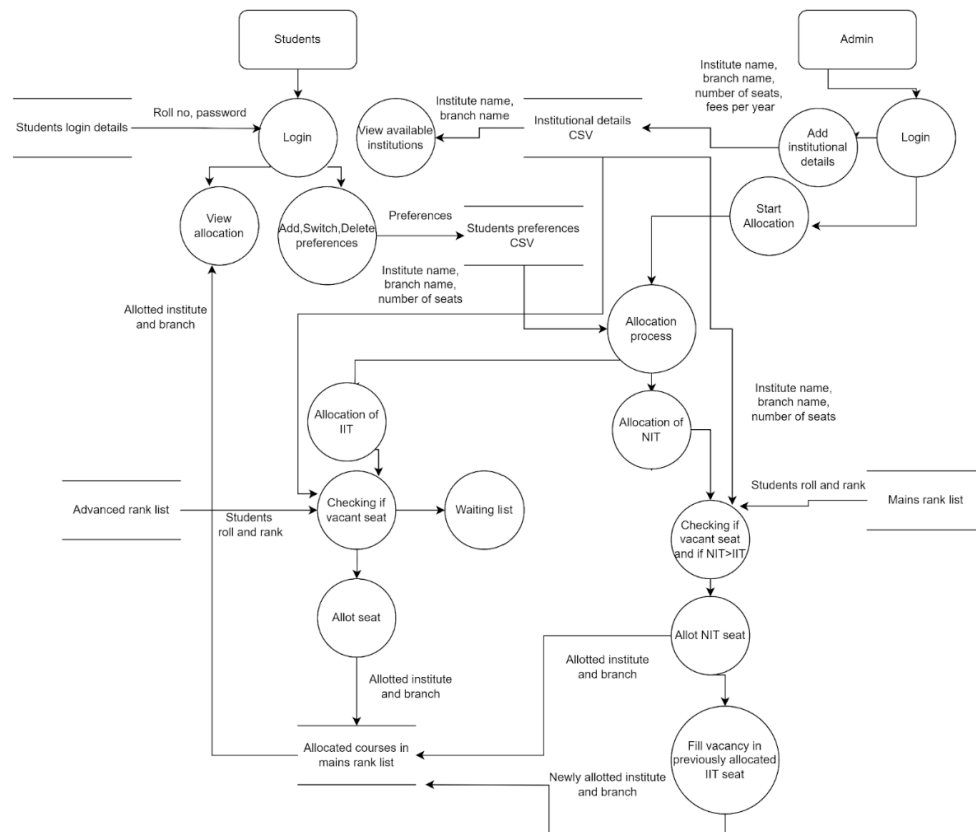 Students
Admin
Institute name,
branch name,
number of seats,
fees per year
Students login details
Roll no, password
Login
View available
institutions
Institute name,
branch name
Institutional details
CSV
Add
institutional
details
Login
View
allocation
Add,Switch,Delete
preferences
Preferences
Students preferences
CSV
Start
Allocation
Institute name,
branch name,
number of seats
Allotted institute
and branch
Allocation
process
Allocation of
IIT
Allocation of
NIT
Institute name,
branch name,
number of seats
Advanced rank list
Students
roll and rank
Checking if
vacant seat
Waiting list
Students roll and rank
Mains rank list
Checking if
vacant seat
and if NIT>IIT
Allot seat
Allot NIT seat
Allotted institute
and branch
Allotted institute
and branch
Allocated courses in
mains rank list
Fill vacancy in
previously allocated
IIT seat
Newly allotted institute
and branch